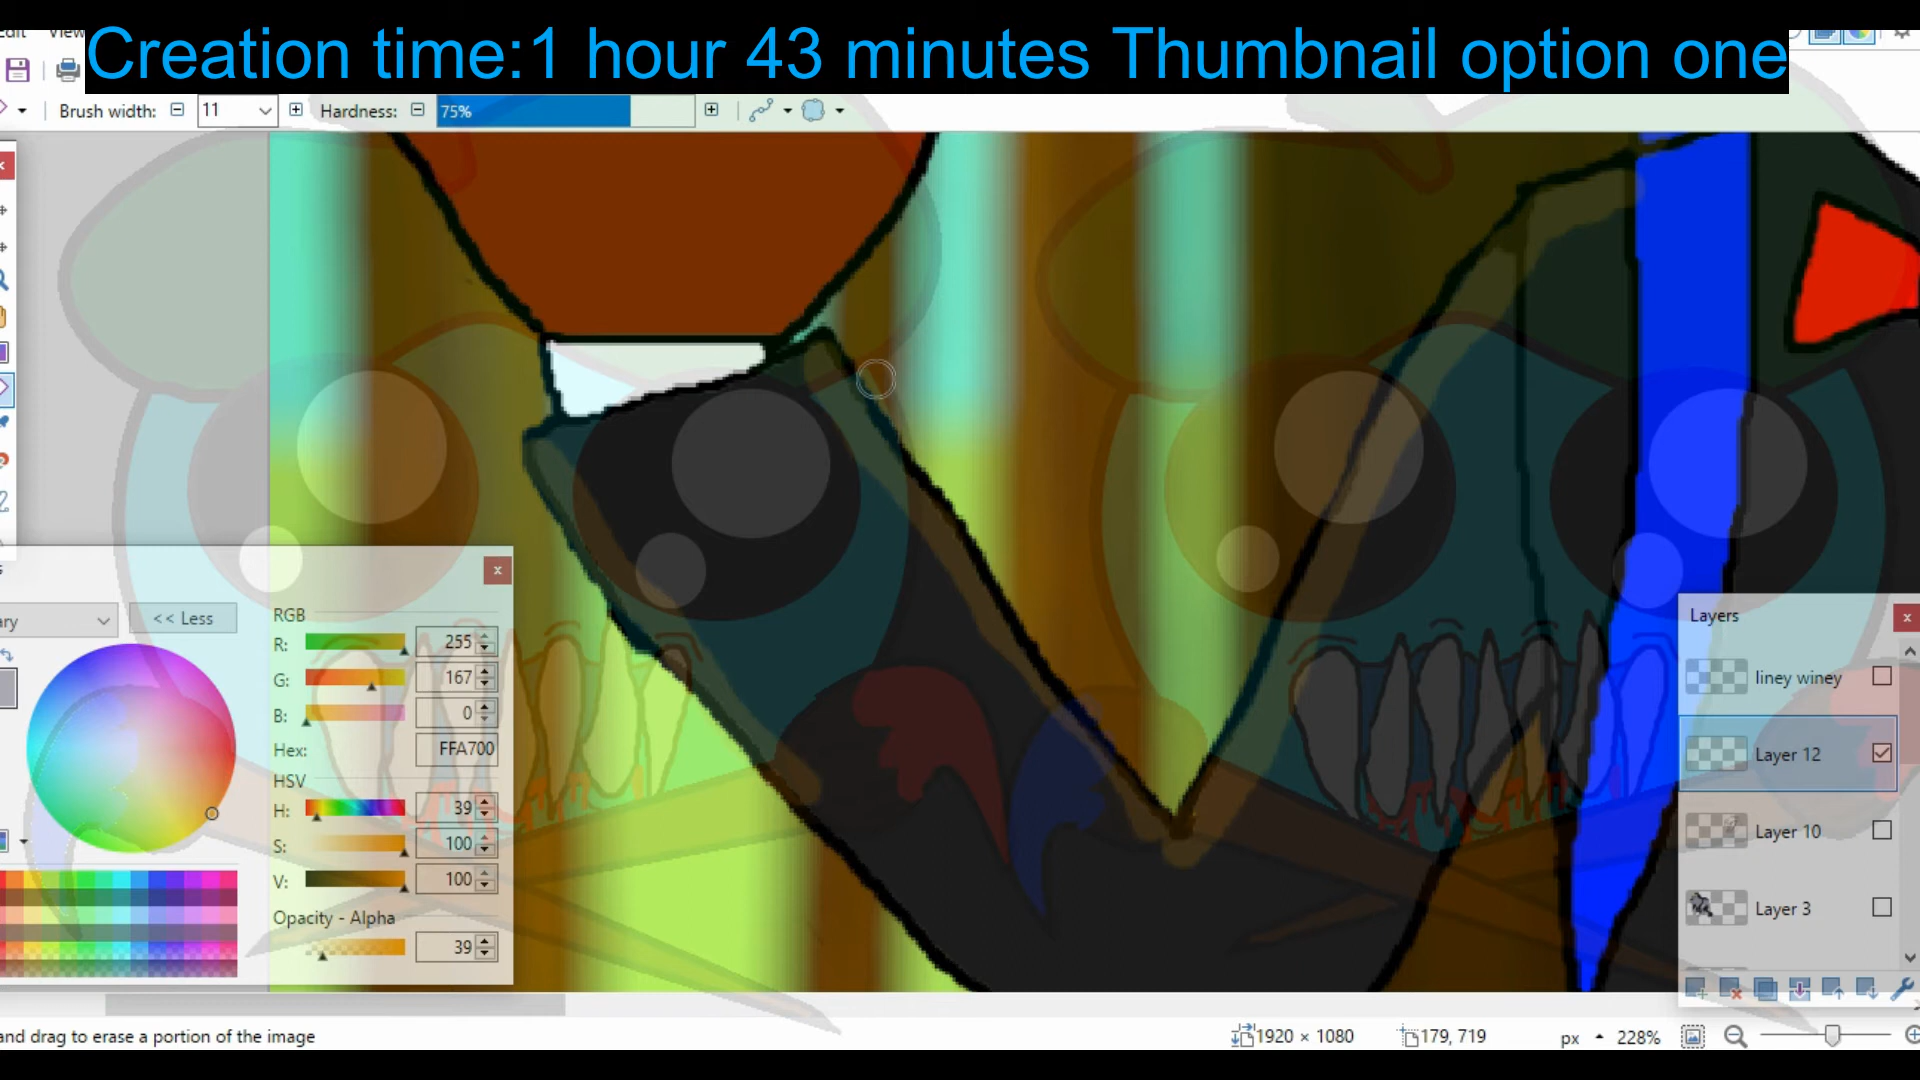 Creation time:1 hour 43 minutes Thumbnail option one
Edit View
Brush width: 11 Hardness: 75%
<< Less
RGB
R: 255
G: 167
B: 0
Hex: FFA700
HSV
H: 39
S: 100
V: 100
Opacity - Alpha
39
Layers
liney winey
Layer 12
Layer 10
Layer 3
and drag to erase a portion of the image
1920 × 1080
179, 719
px
228%